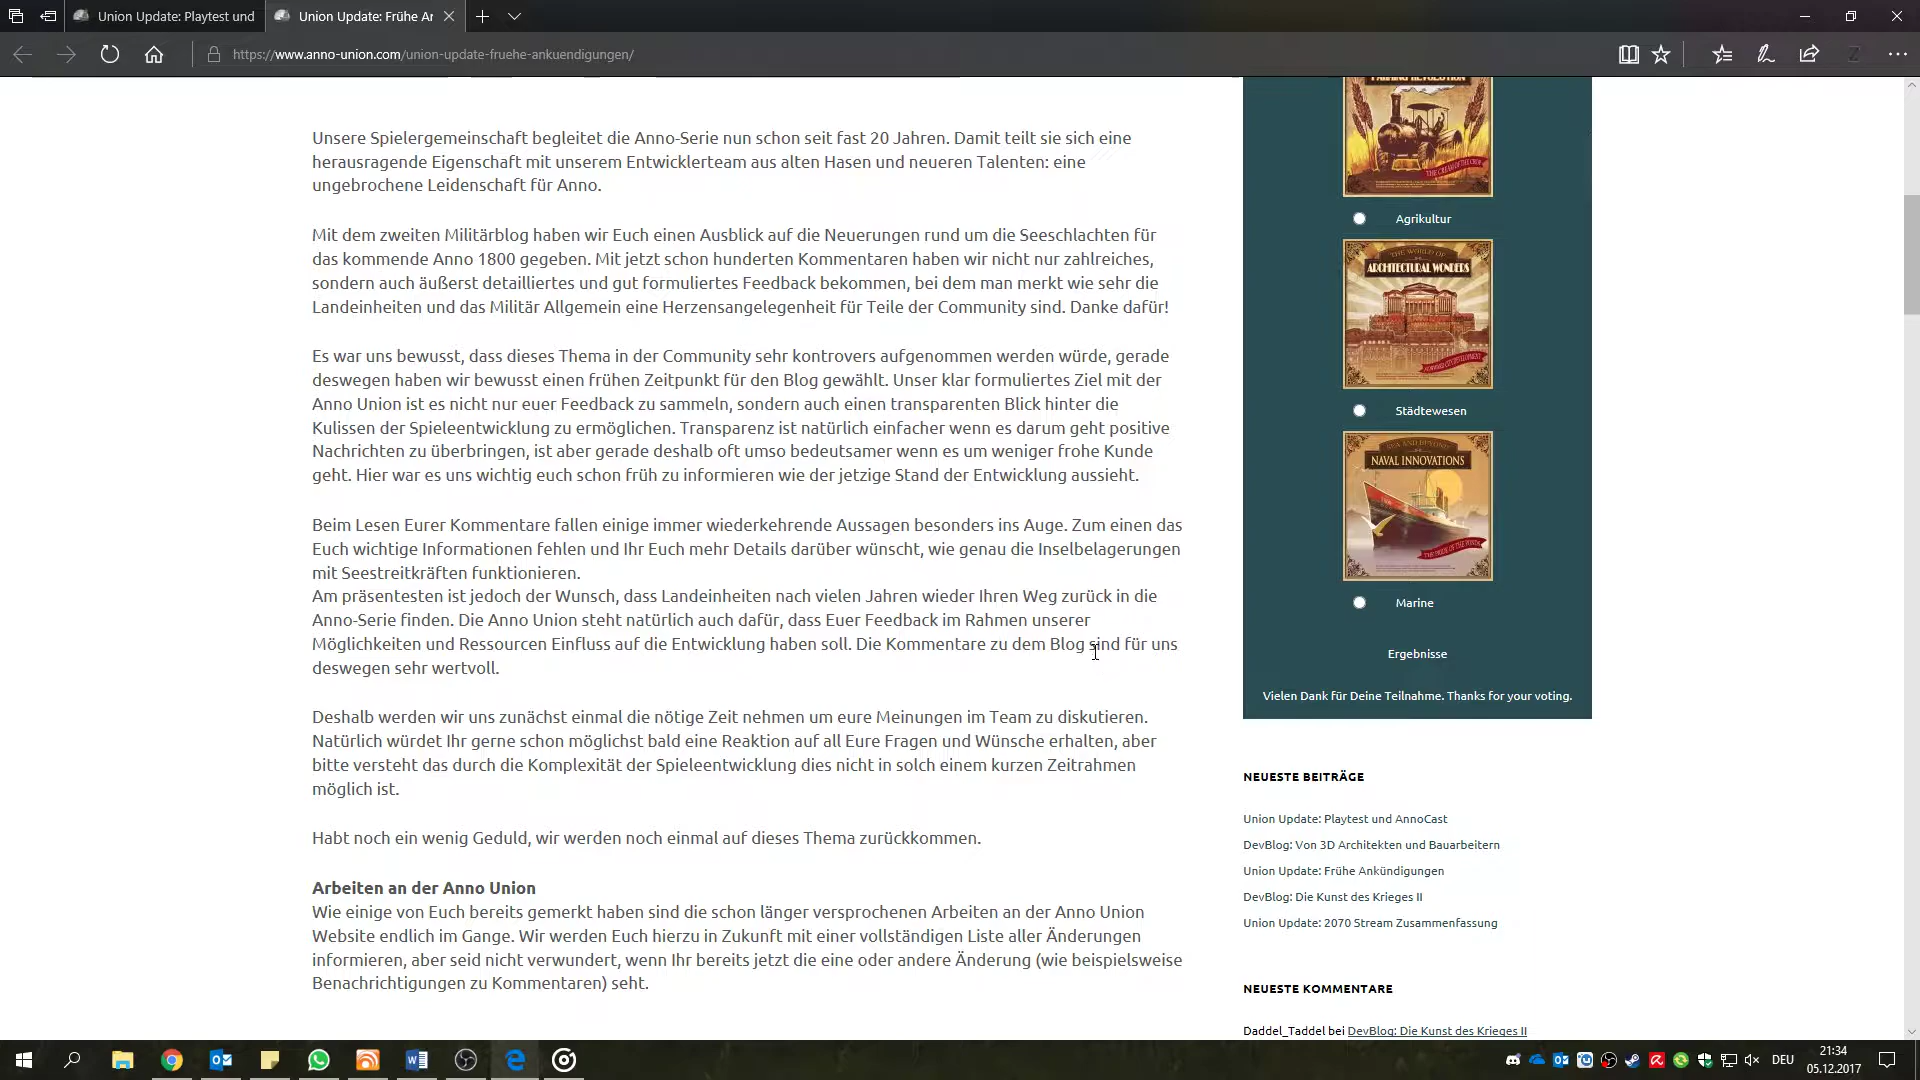 Union Update: Playtest und
Union Update: Frühe Ar
https://www.anno-union.com/union-update-fruehe-ankuendigungen/
Unsere Spielergemeinschaft begleitet die Anno-Serie nun schon seit fast 20 Jahren. Damit teilt sie sich eine
herausragende Eigenschaft mit unserem Entwicklerteam aus alten Hasen und neueren Talenten: eine
ungebrochene Leidenschaft für Anno.
Mit dem zweiten Militärblog haben wir Euch einen Ausblick auf die Neuerungen rund um die Seeschlachten für
das kommende Anno 1800 gegeben. Mit jetzt schon hunderten Kommentaren haben wir nicht nur zahlreiches,
sondern auch äußerst detailliertes und gut formuliertes Feedback bekommen, bei dem man merkt wie sehr die
Landeinheiten und das Militär Allgemein eine Herzensangelegenheit für Teile der Community sind. Danke dafür!
Es war uns bewusst, dass dieses Thema in der Community sehr kontrovers aufgenommen werden würde, gerade
deswegen haben wir bewusst einen frühen Zeitpunkt für den Blog gewählt. Unser klar formuliertes Ziel mit der
Anno Union ist es nicht nur euer Feedback zu sammeln, sondern auch einen transparenten Blick hinter die
Kulissen der Spieleentwicklung zu ermöglichen. Transparenz ist natürlich einfacher wenn es darum geht positive
Nachrichten zu überbringen, ist aber gerade deshalb oft umso bedeutsamer wenn es um weniger frohe Kunde
geht. Hier war es uns wichtig euch schon früh zu informieren wie der jetzige Stand der Entwicklung aussieht.
Beim Lesen Eurer Kommentare fallen einige immer wiederkehrende Aussagen besonders ins Auge. Zum einen das
Euch wichtige Informationen fehlen und Ihr Euch mehr Details darüber wünscht, wie genau die Inselbelagerungen
mit Seestreitkräften funktionieren.
Am präsentesten ist jedoch der Wunsch, dass Landeinheiten nach vielen Jahren wieder Ihren Weg zurück in die
Anno-Serie finden. Die Anno Union steht natürlich auch dafür, dass Euer Feedback im Rahmen unserer
Möglichkeiten und Ressourcen Einfluss auf die Entwicklung haben soll. Die Kommentare zu dem Blog sind für uns
deswegen sehr wertvoll.
Deshalb werden wir uns zunächst einmal die nötige Zeit nehmen um eure Meinungen im Team zu diskutieren.
Natürlich würdet Ihr gerne schon möglichst bald eine Reaktion auf all Eure Fragen und Wünsche erhalten, aber
bitte versteht das durch die Komplexität der Spieleentwicklung dies nicht in solch einem kurzen Zeitrahmen
möglich ist.
Habt noch ein wenig Geduld, wir werden noch einmal auf dieses Thema zurückkommen.
Arbeiten an der Anno Union
Wie einige von Euch bereits gemerkt haben sind die schon länger versprochenen Arbeiten an der Anno Union
Website endlich im Gange. Wir werden Euch hierzu in Zukunft mit einer vollständigen Liste aller Änderungen
informieren, aber seid nicht verwundert, wenn Ihr bereits jetzt die eine oder andere Änderung (wie beispielsweise
Benachrichtigungen zu Kommentaren) seht.
THE CREAM OF THE CROP
Agrikultur
THE WORLD OF
ARCHITECTURAL WONDERS
Städtewesen
SEA AND BEYOND
NAVAL INNOVATIONS
THE PRIDE OF THE PONDS
Marine
Ergebnisse
Vielen Dank für Deine Teilnahme. Thanks for your voting.
NEUESTE BEITRÄGE
Union Update: Playtest und AnnoCast
DevBlog: Von 3D Architekten und Bauarbeitern
Union Update: Frühe Ankündigungen
DevBlog: Die Kunst des Krieges II
Union Update: 2070 Stream Zusammenfassung
NEUESTE KOMMENTARE
Daddel_Taddel bei DevBlog: Die Kunst des Krieges II
DEU
21:34
05.12.2017